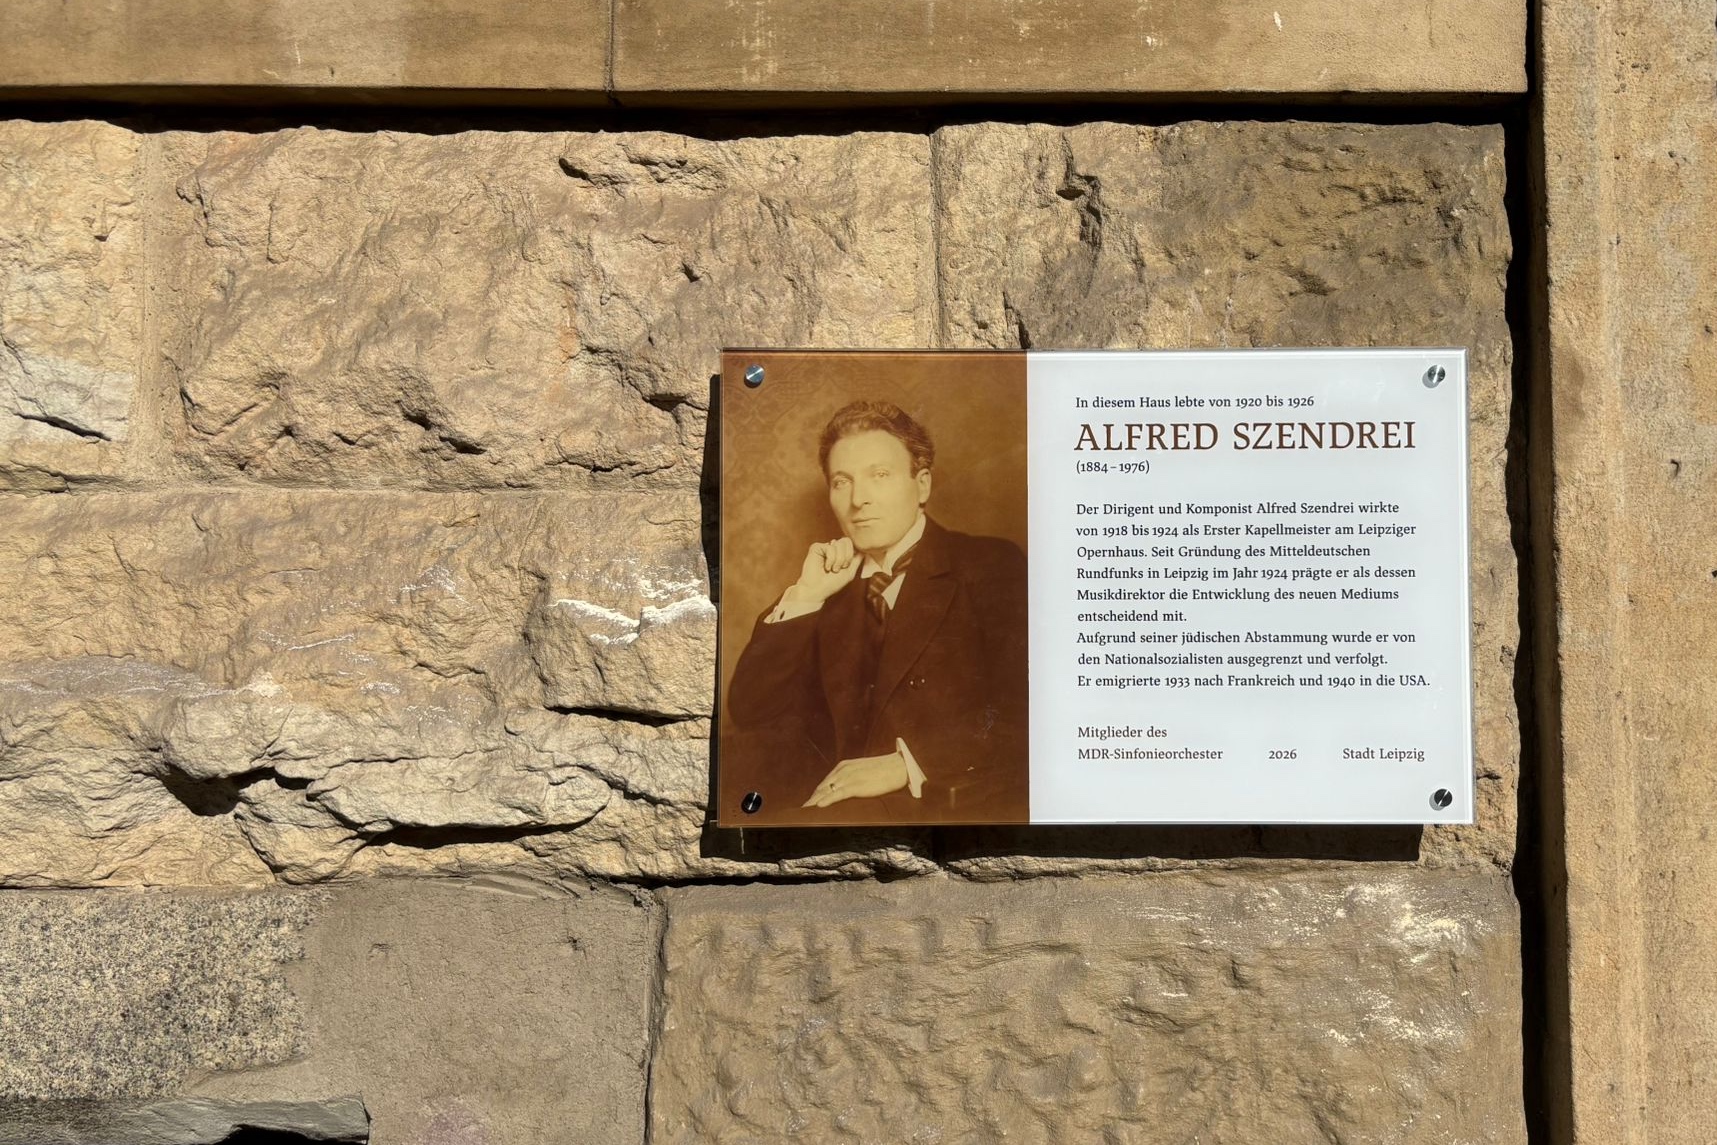 In diesem Haus lebte von 1920 bis 1926
ALFRED SZENDREI
(1884–1976)
Der Dirigent und Komponist Alfred Szendrei wirkte
von 1918 bis 1924 als Erster Kapellmeister am Leipziger
Opernhaus. Seit Gründung des Mitteldeutschen
Rundfunks in Leipzig im Jahr 1924 prägte er als dessen
Musikdirektor die Entwicklung des neuen Mediums
entscheidend mit.
Aufgrund seiner jüdischen Abstammung wurde er von
den Nationalsozialisten ausgegrenzt und verfolgt.
Er emigrierte 1933 nach Frankreich und 1940 in die USA.
Mitglieder des
MDR-Sinfonieorchester 2026 Stadt Leipzig